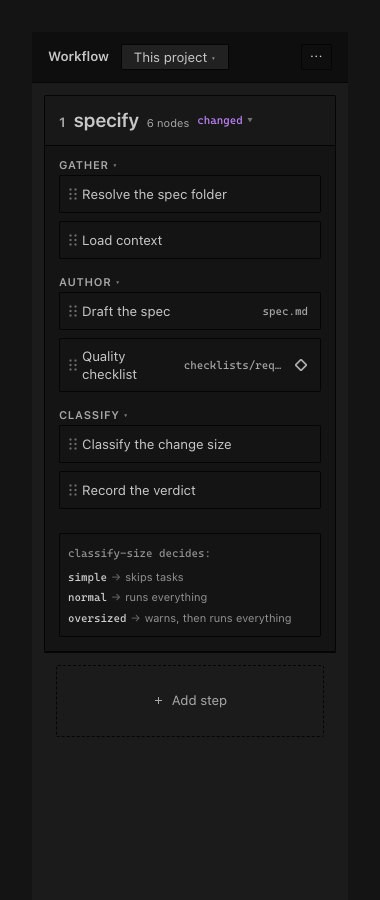 Workflow
This project
...
1 specify 6 nodes changed
GATHER
Resolve the spec folder
Load context
AUTHOR
Draft the spec spec.md
Quality checklist checklists/req…
CLASSIFY
Classify the change size
Record the verdict
classify-size decides:
simple → skips tasks
normal → runs everything
oversized → warns, then runs everything
+ Add step